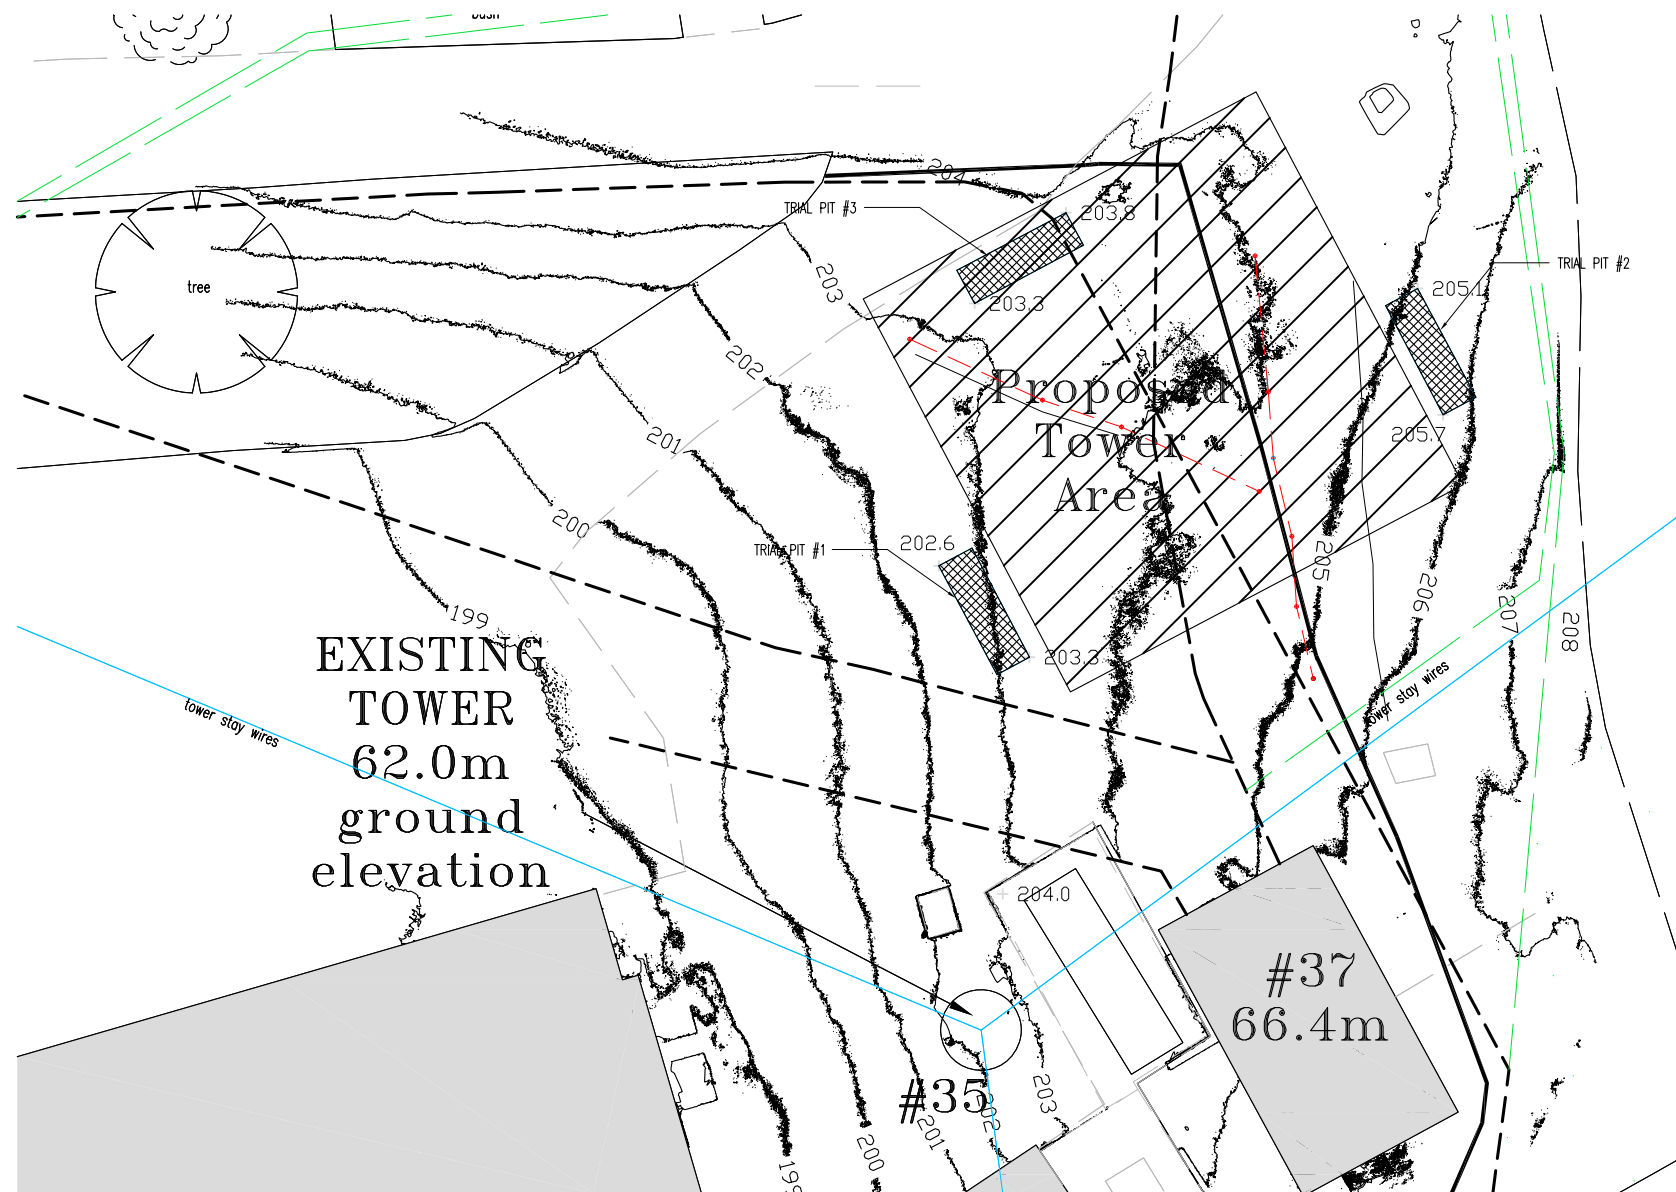 204
TRIAL PIT #3
203.8
203
203.3
TRIAL PIT #2
205.1
tree
202
Proposed
Tower
Area
201
205.7
200
TRIAL PIT #1
202.6
205
206
207
208
199
203.3
EXISTING
TOWER
62.0m
ground
elevation
tower stay wires
tower stay wires
204.0
#37
66.4m
#35
203
202
201
200
199